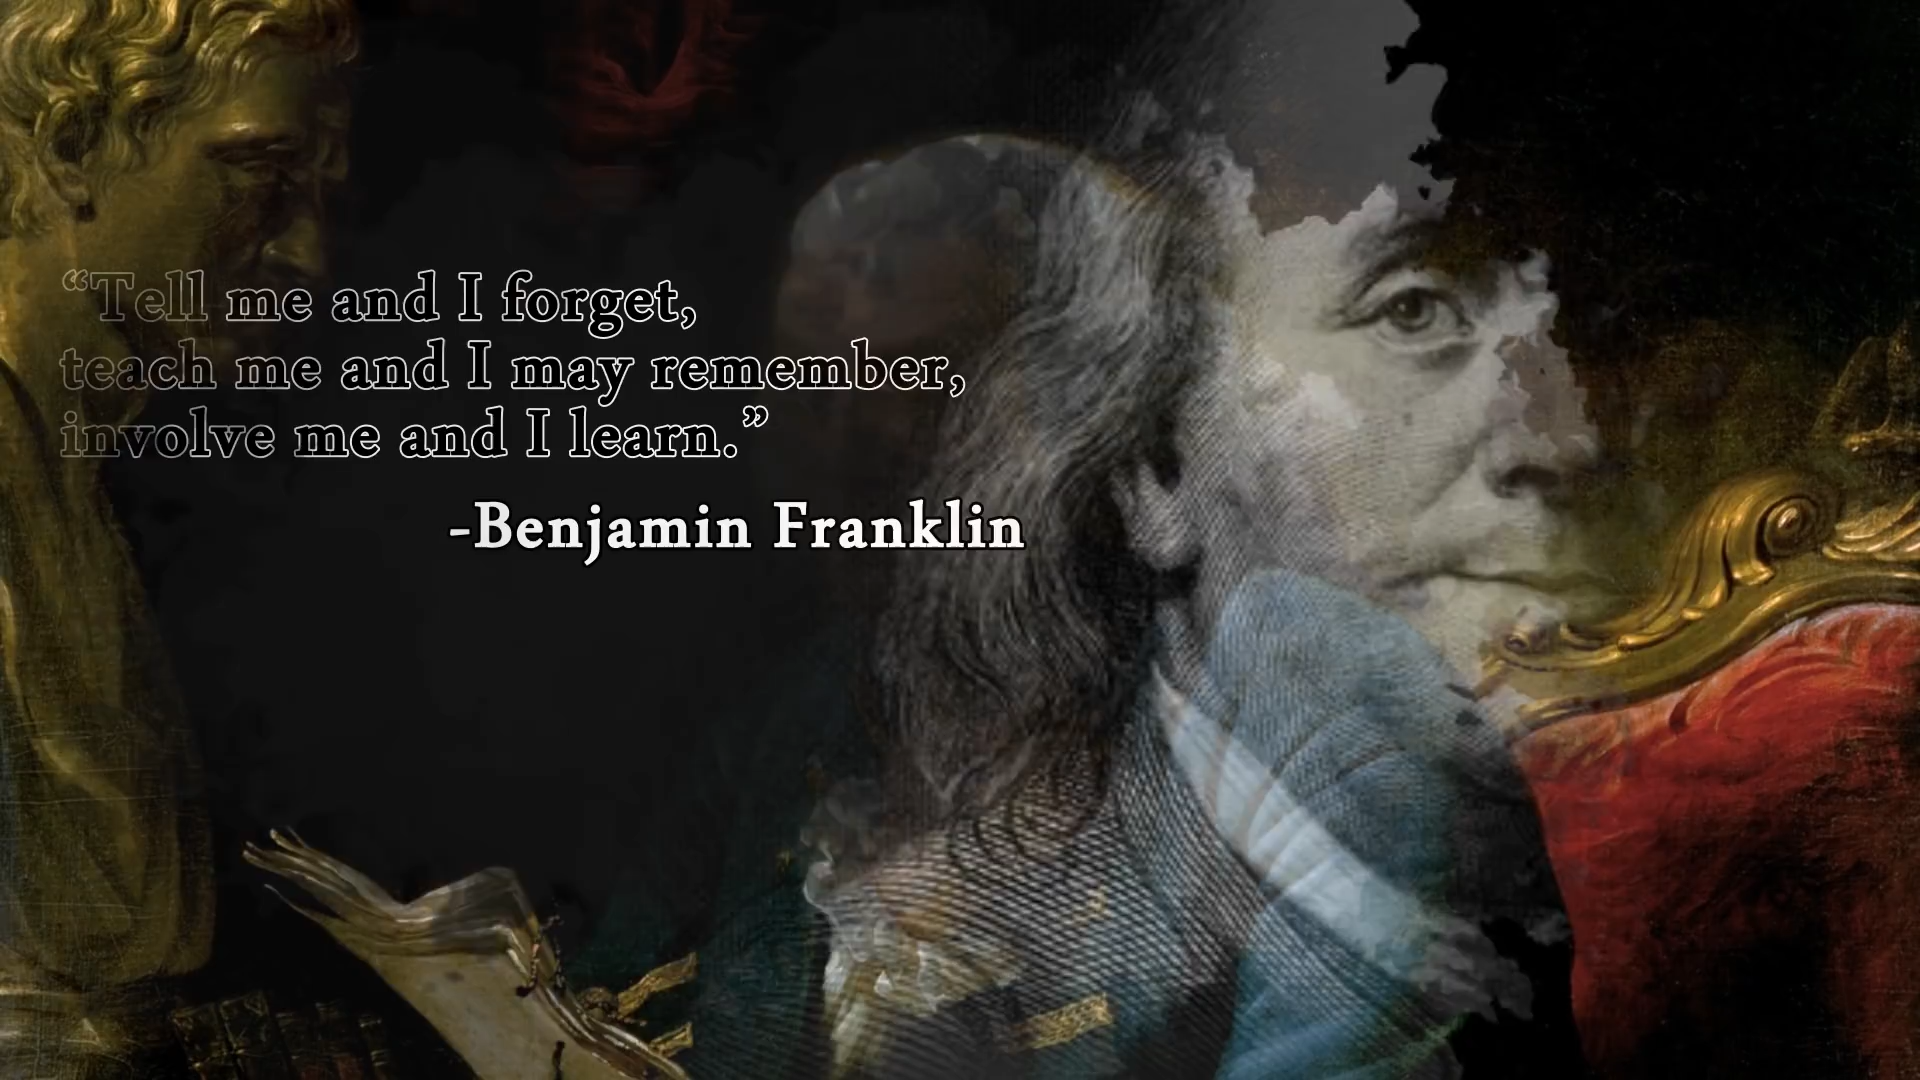 “Tell me and I forget,
teach me and I may remember,
involve me and I learn.”
-Benjamin Franklin